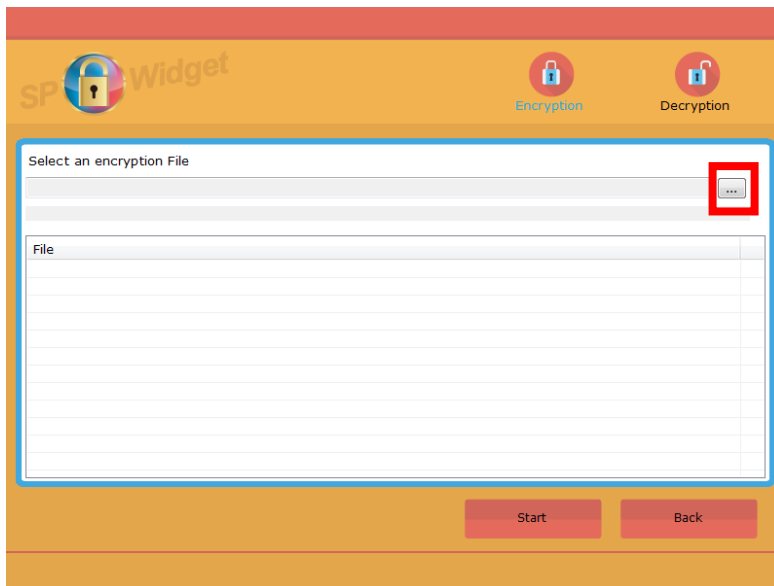 SP Widget
Encryption
Decryption
Select an encryption File
...
File
Start
Back